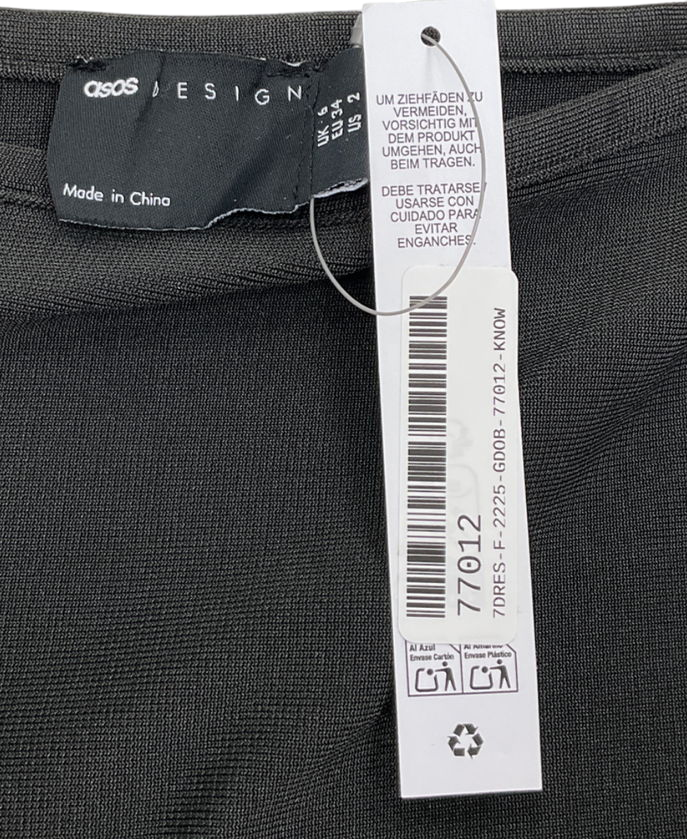 asos DESIGN
Made in China
UK 6
EU 34
US 2
UM ZIEHFÄDEN ZU
VERMEIDEN,
VORSICHTIG MIT
DEM PRODUKT
UMGEHEN, AUCH
BEIM TRAGEN.
DEBE TRATARSE/
USARSE CON
CUIDADO PARA
EVITAR
ENGANCHES.
77012
7DRES-F-2225-GDOB-77012-KNOW
Al Azul
Envase Cartón
Al Amarillo
Envase Plástico